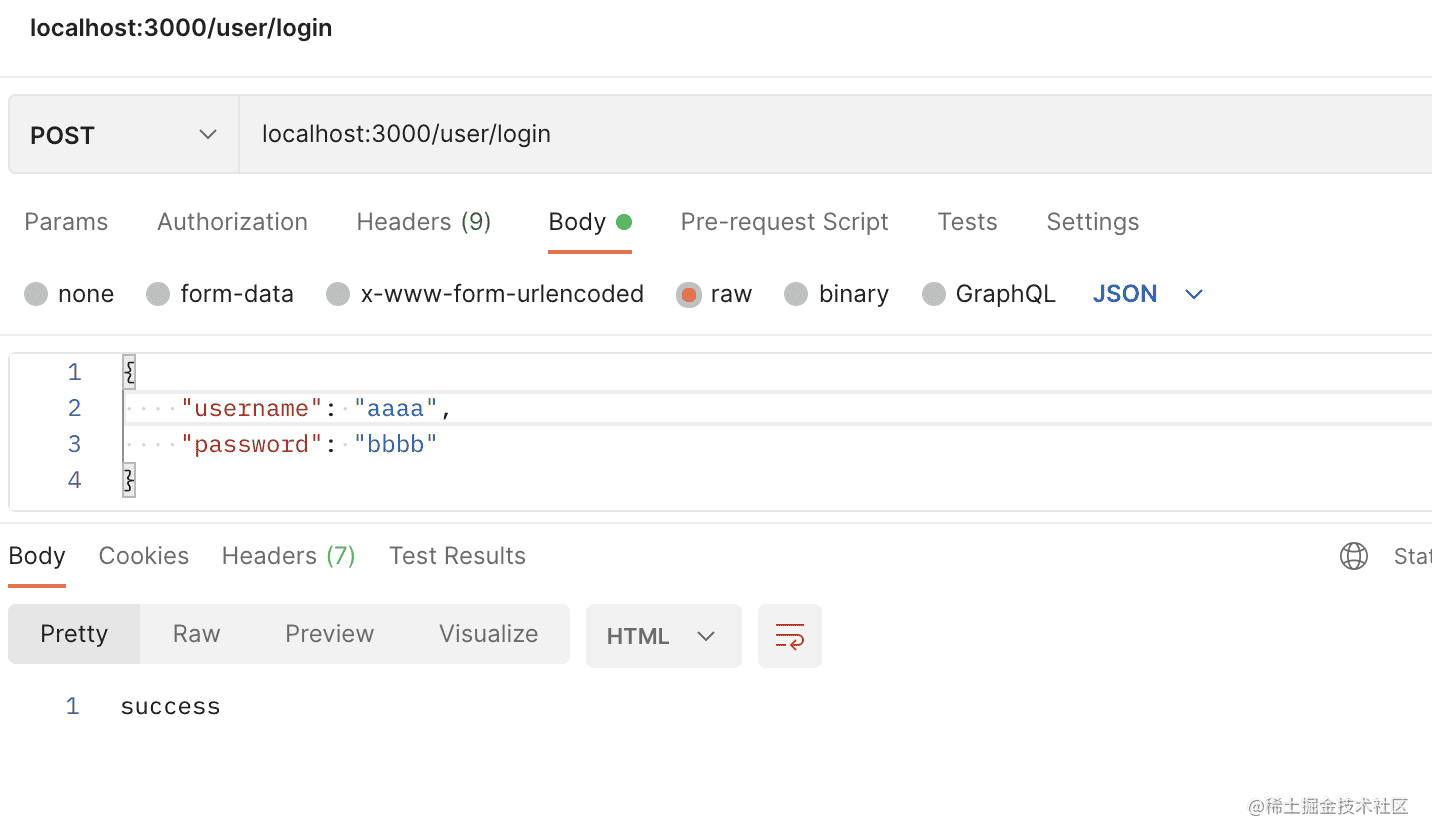 localhost:3000/user/login
POST localhost:3000/user/login
Params Authorization Headers (9) Body Pre-request Script Tests Settings
none form-data x-www-form-urlencoded raw binary GraphQL JSON
1 {
2 "username": "aaaa",
3 "password": "bbbb"
4 }
Body Cookies Headers (7) Test Results Stat
Pretty Raw Preview Visualize HTML
1 success
@稀土掘金技术社区